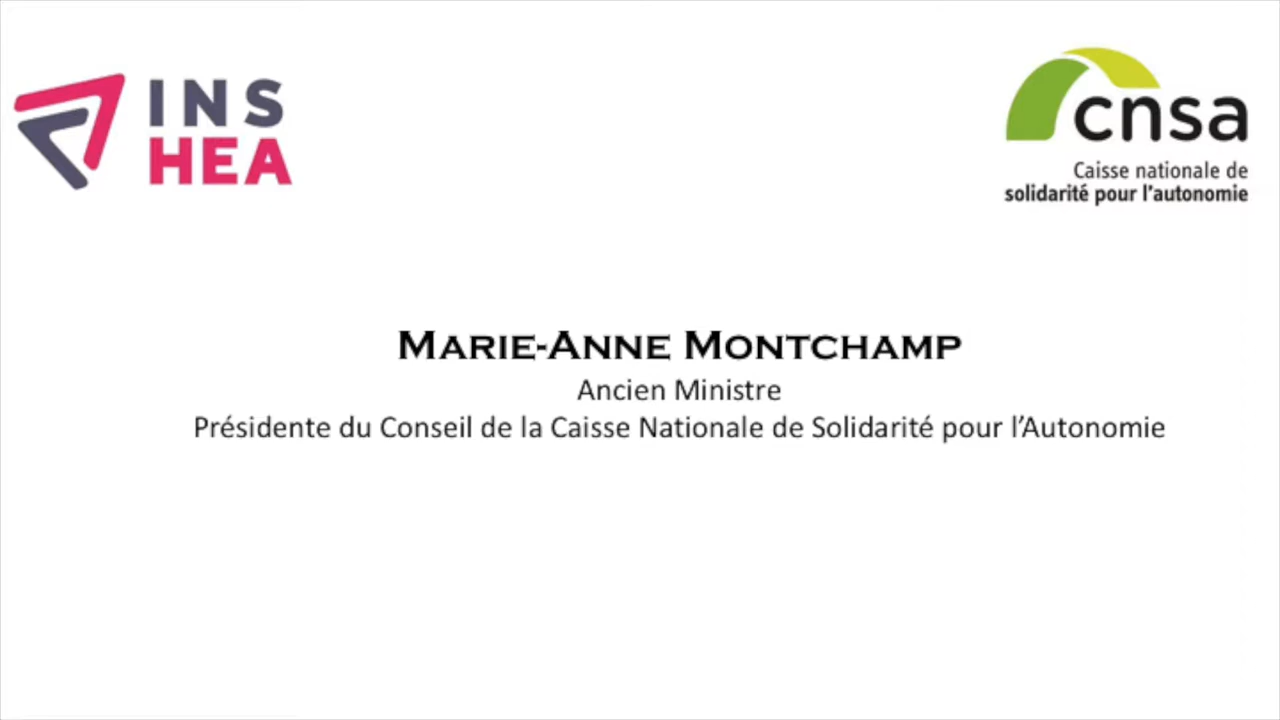 INS
HEA
cnsa
Caisse nationale de
solidarité pour l'autonomie
Marie-Anne Montchamp
Ancien Ministre
Présidente du Conseil de la Caisse Nationale de Solidarité pour l’Autonomie